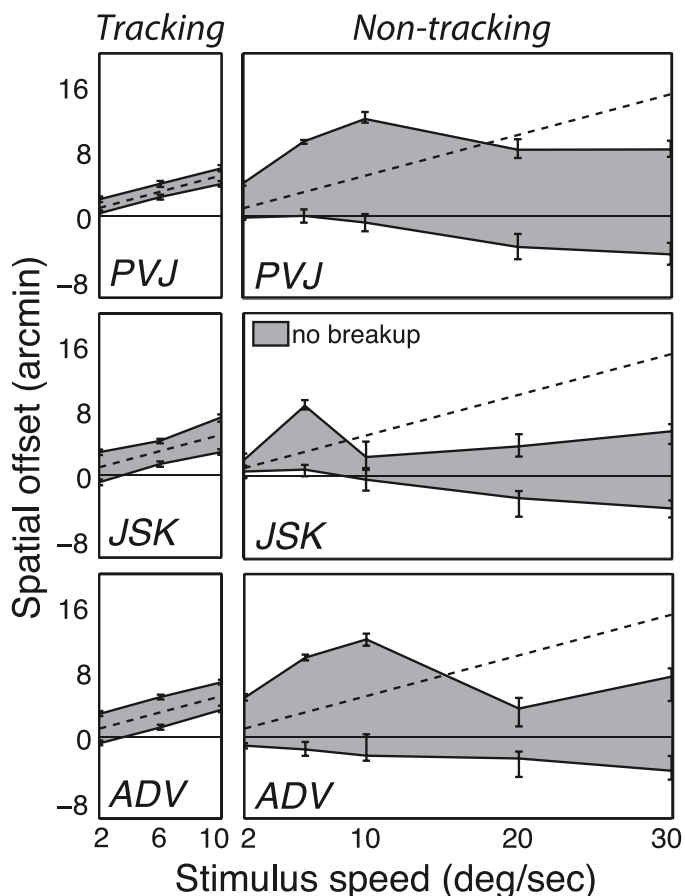 Tracking Non-tracking
16
8
0
−8
PVJ PVJ
no breakup
16
8
0
−8
JSK JSK
16
8
0
−8
ADV ADV
2 6 10 2 10 20 30
Spatial offset (arcmin)
Stimulus speed (deg/sec)